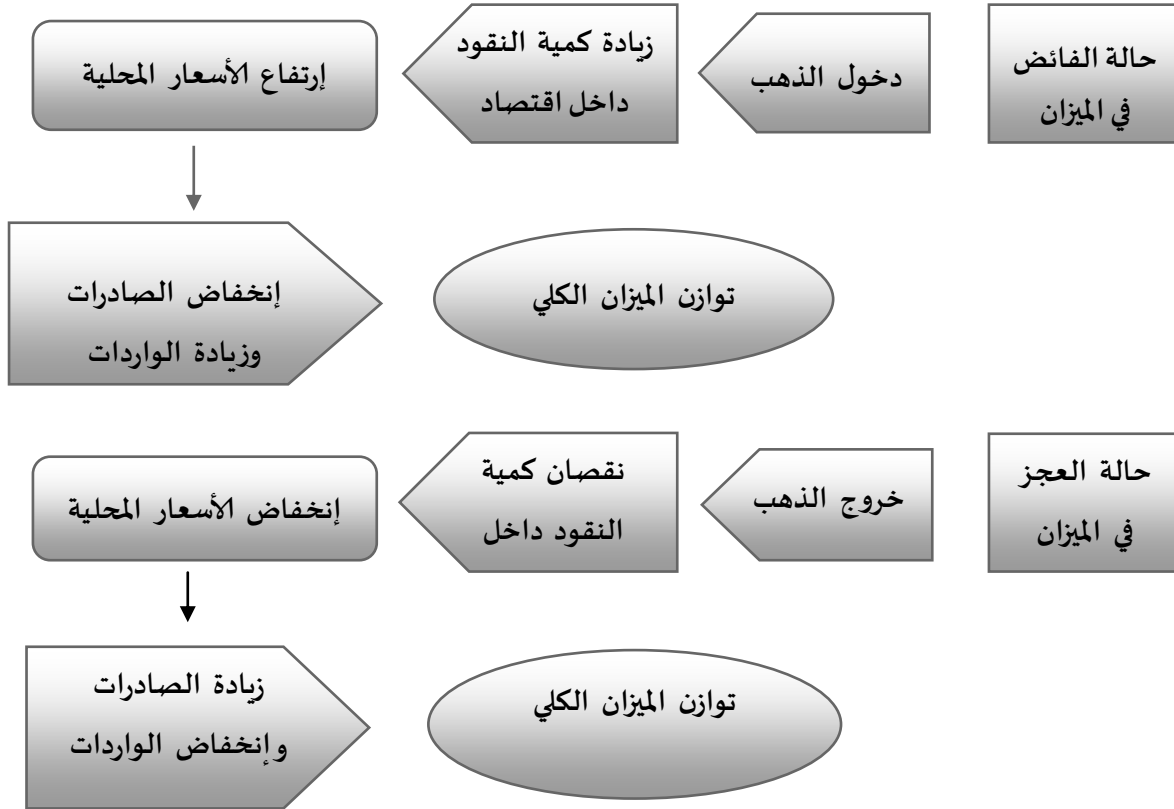 حالة الفائض
في الميزان
دخول الذهب
زيادة كمية النقود
داخل اقتصاد
إرتفاع الأسعار المحلية
إنخفاض الصادرات
وزيادة الواردات
توازن الميزان الكلي
حالة العجز
في الميزان
خروج الذهب
نقصان كمية
النقود داخل
إنخفاض الأسعار المحلية
زيادة الصادرات
وإنخفاض الواردات
توازن الميزان الكلي